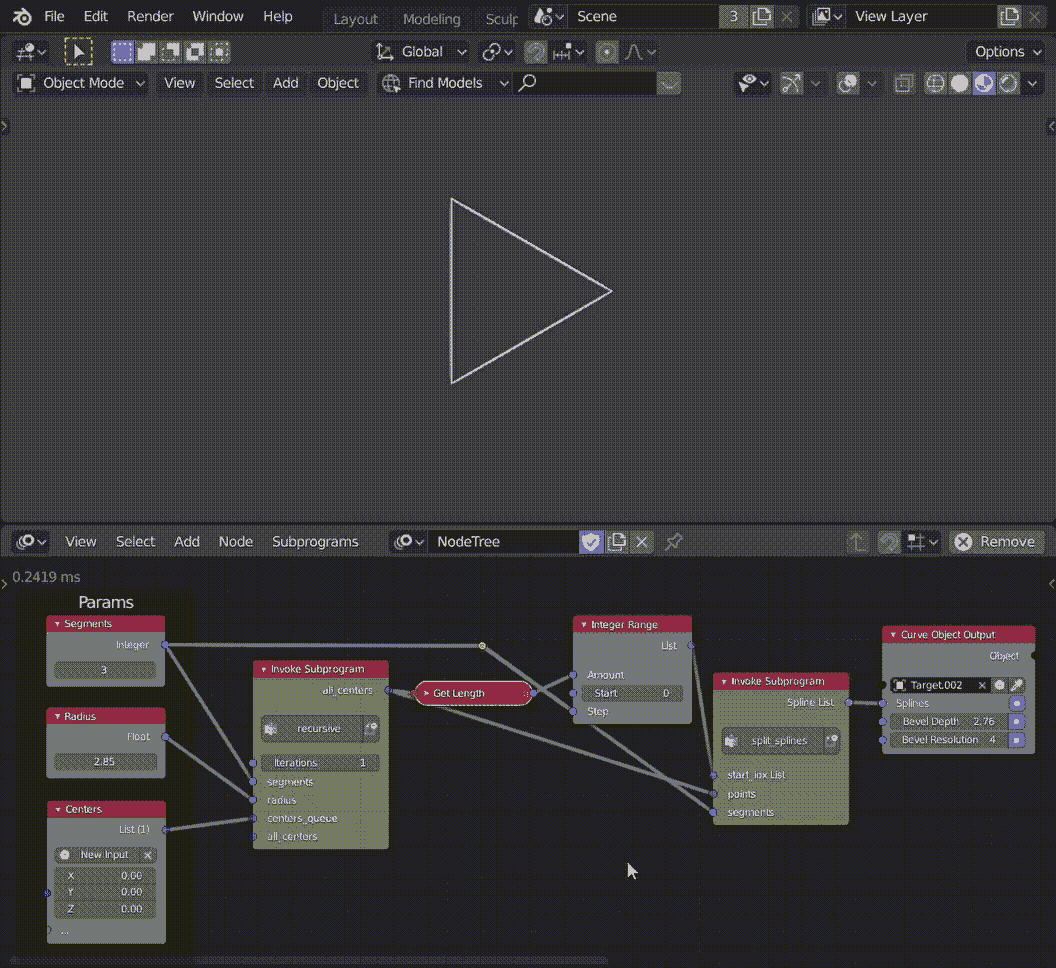 File Edit Render Window Help Layout Modeling Sculp Scene 3 View Layer
Global Options
Object Mode View Select Add Object Find Models
View Select Add Node Subprograms NodeTree Remove
0.2419 ms
Params
Segments
Integer
3
Radius
Float
2.85
Centers
List (1)
New Input
X 0.00
Y 0.00
Z 0.00
...
Invoke Subprogram
all_centers
recursive
Iterations 1
segments
radius
centers_queue
all_centers
Get Length
Integer Range
List
Amount
Start 0
Step
Invoke Subprogram
Spline List
split_splines
start_iox List
points
segments
Curve Object Output
Object
Target.002
Splines
Bevel Depth 2.76
Bevel Resolution 4